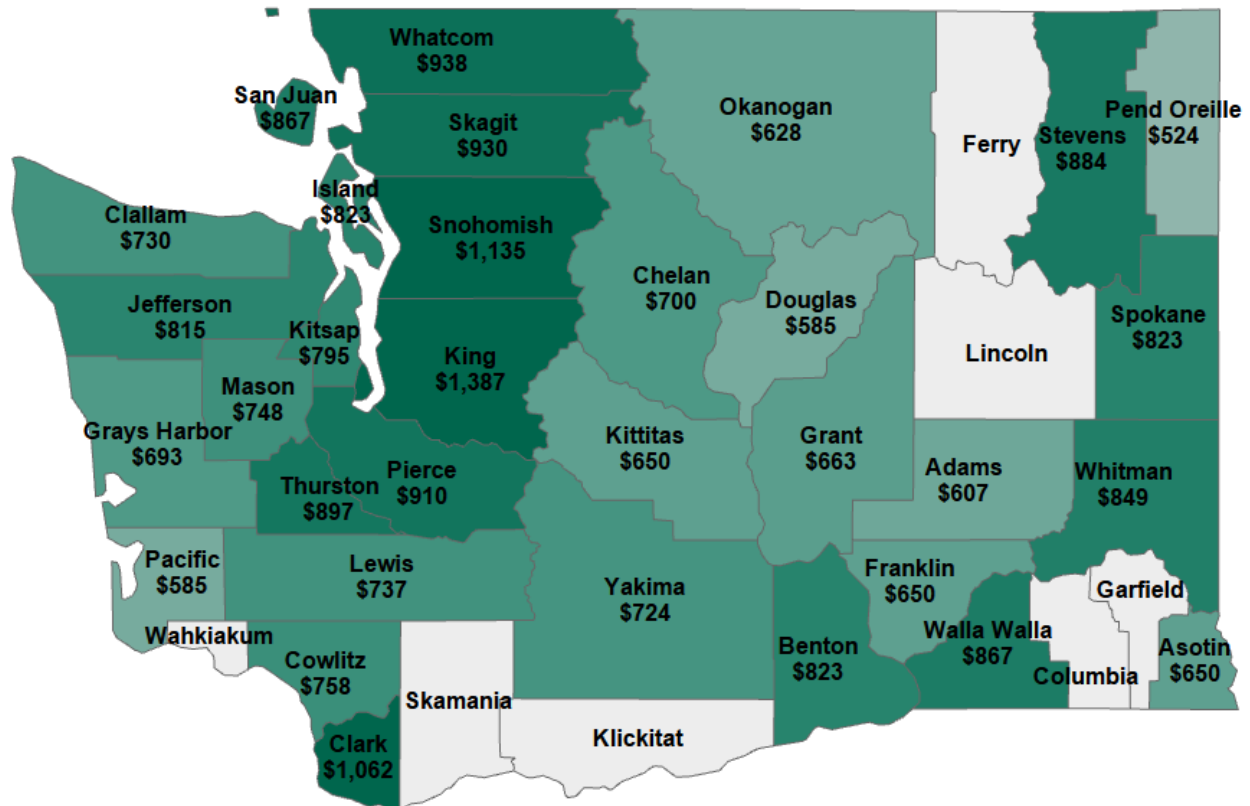 Whatcom
$938
San Juan
$867
Skagit
$930
Okanogan
$628
Ferry
Stevens
$884
Pend Oreille
$524
Island
$823
Clallam
$730
Snohomish
$1,135
Chelan
$700
Douglas
$585
Jefferson
$815
Kitsap
$795
King
$1,387
Lincoln
Spokane
$823
Mason
$748
Grays Harbor
$693
Kittitas
$650
Grant
$663
Adams
$607
Whitman
$849
Thurston
$897
Pierce
$910
Pacific
$585
Lewis
$737
Yakima
$724
Franklin
$650
Garfield
Wahkiakum
Cowlitz
$758
Skamania
Benton
$823
Walla Walla
$867
Columbia
Asotin
$650
Clark
$1,062
Klickitat